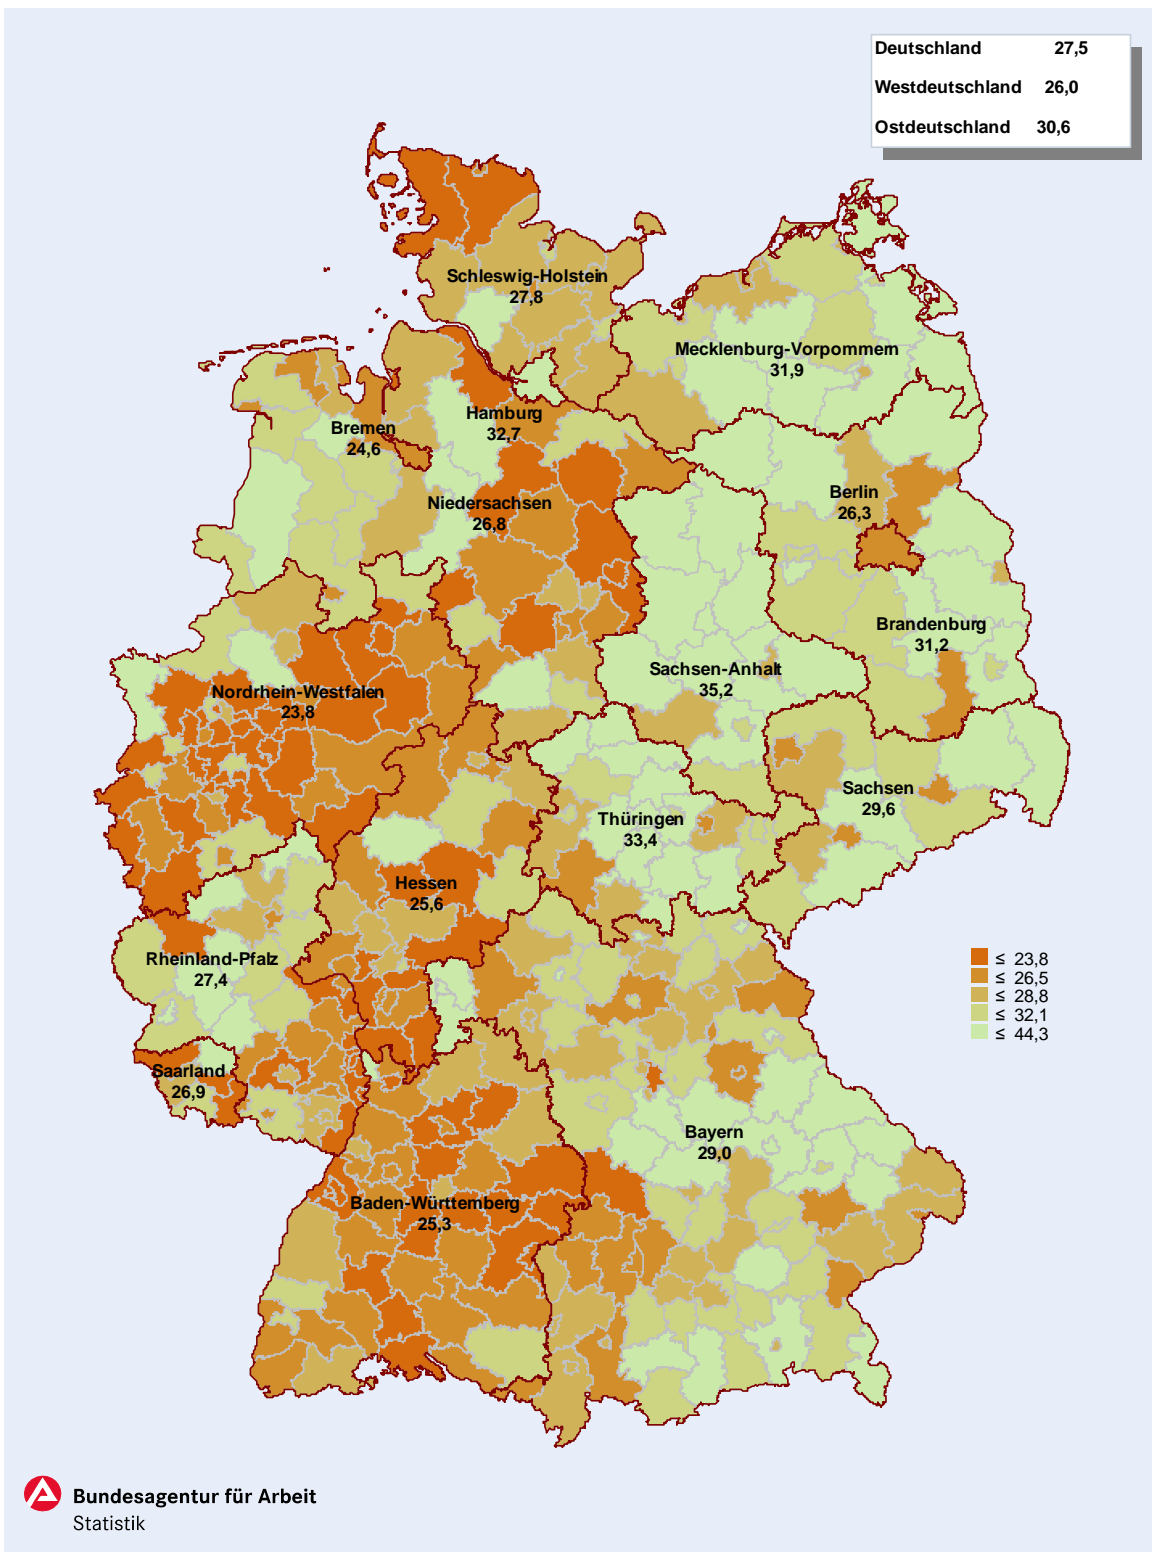 Deutschland 27,5
Westdeutschland 26,0
Ostdeutschland 30,6
Schleswig-Holstein
27,8
Mecklenburg-Vorpommern
31,9
Hamburg
32,7
Bremen
24,6
Niedersachsen
26,8
Berlin
26,3
Brandenburg
31,2
Sachsen-Anhalt
35,2
Nordrhein-Westfalen
23,8
Sachsen
29,6
Thüringen
33,4
Hessen
25,6
Rheinland-Pfalz
27,4
≤ 23,8
≤ 26,5
≤ 28,8
≤ 32,1
≤ 44,3
Saarland
26,9
Bayern
29,0
Baden-Württemberg
25,3
Bundesagentur für Arbeit
Statistik